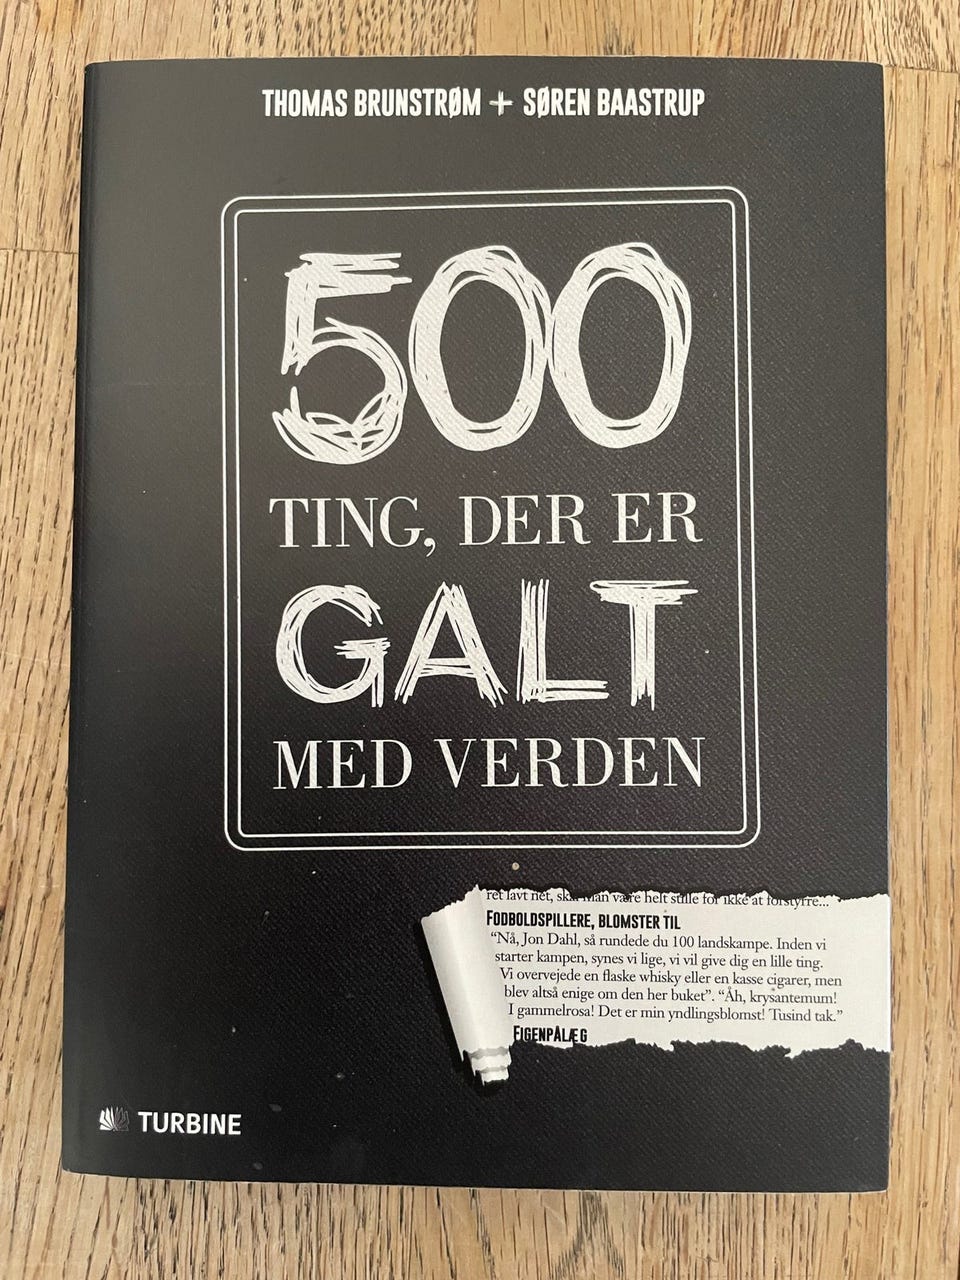 THOMAS BRUNSTRØM + SØREN BAASTRUP
500
TING, DER ER
GALT
MED VERDEN
ret lavt net, skal man være helt stille for ikke at forstyrre...
FODBOLDSPILLERE, BLOMSTER TIL
“Nå, Jon Dahl, så rundede du 100 landskampe. Inden vi
starter kampen, synes vi lige, vi vil give dig en lille ting.
Vi overvejede en flaske whisky eller en kasse cigarer, men
blev altså enige om den her buket”. “Åh, krysantemum!
I gammelrosa! Det er min yndlingsblomst! Tusind tak.”
FIGENPÅLÆG
TURBINE